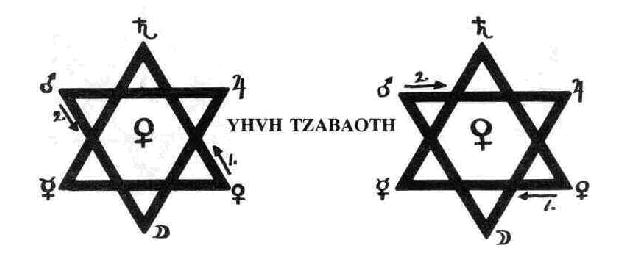 ♄ ♄
2.
♂ ♃ ♂ ♃
2.
♀ YHVH TZABAOTH ♀
1.
☿ ♀ ☿ ♀
1.
☽ ☽